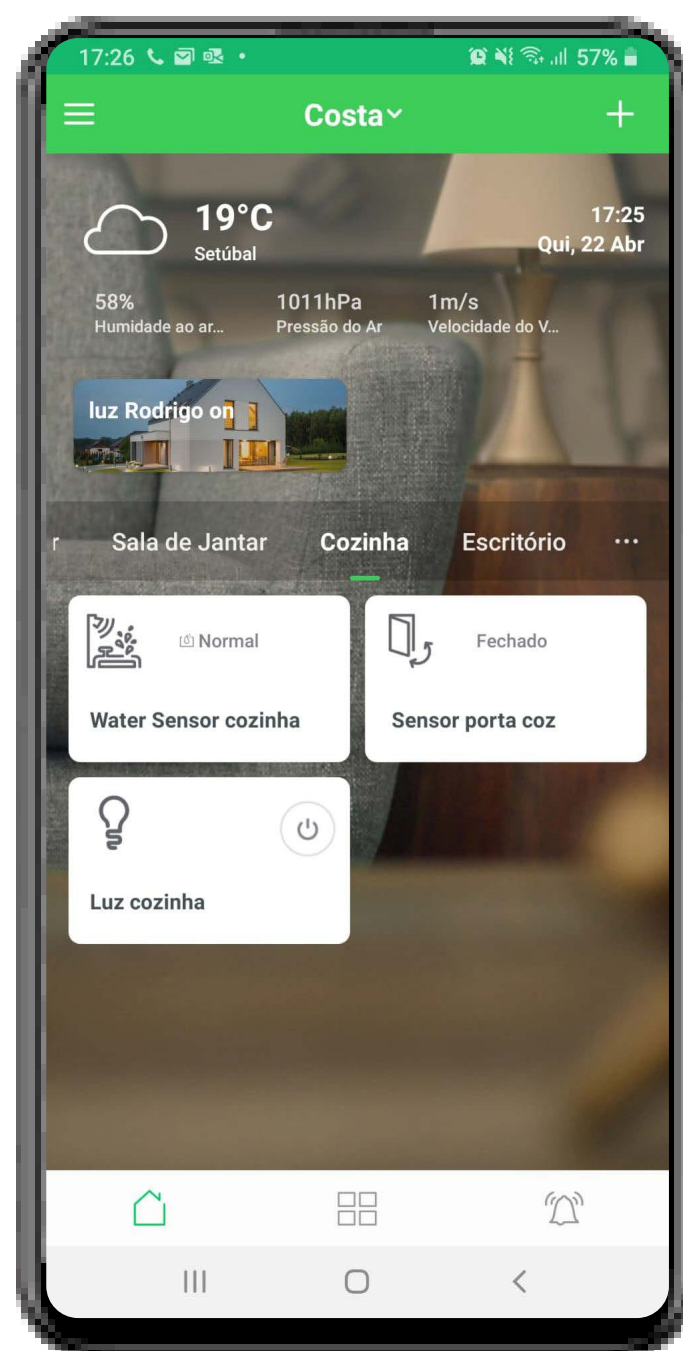 17:26
57%
Costa
19°C
Setúbal
17:25
Qui, 22 Abr
58%
1011hPa
1m/s
Humidade ao ar...
Pressão do Ar
Velocidade do V...
luz Rodrigo on
r
Sala de Jantar
Cozinha
Escritório
...
Normal
Water Sensor cozinha
Fechado
Sensor porta coz
Luz cozinha